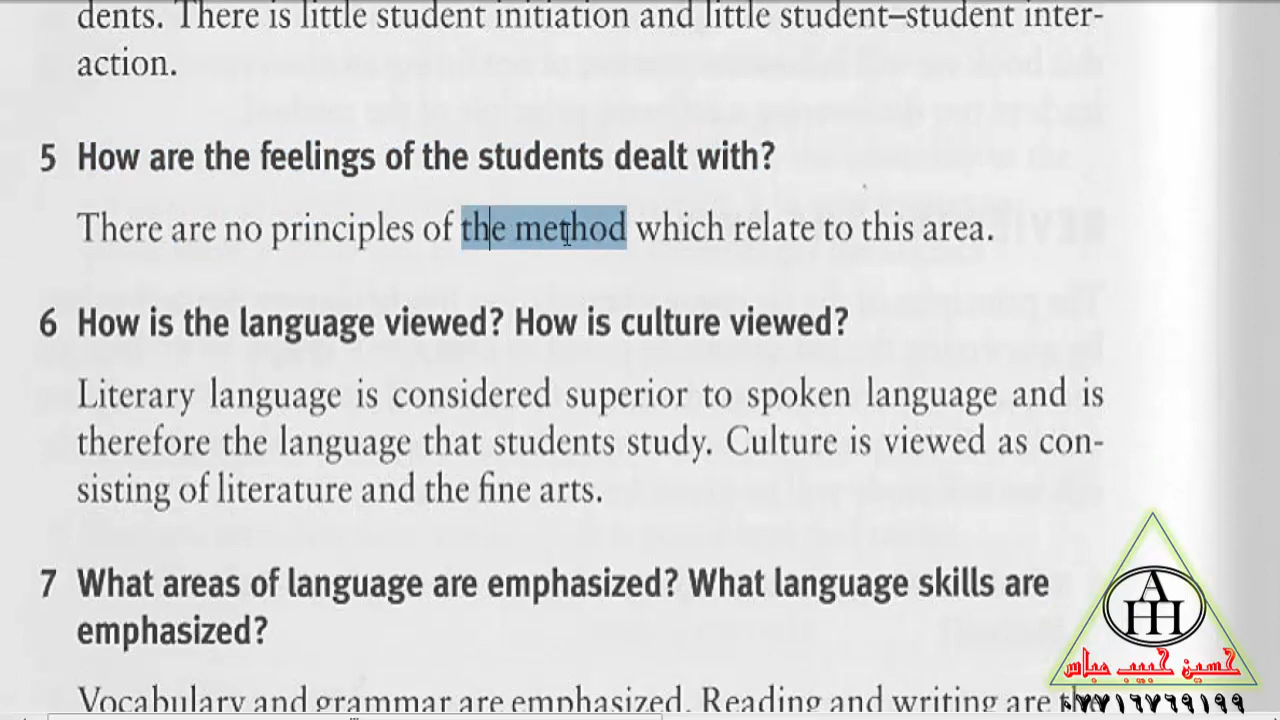 dents. There is little student initiation and little student–student inter-
action.
5 How are the feelings of the students dealt with?
There are no principles of the method which relate to this area.
6 How is the language viewed? How is culture viewed?
Literary language is considered superior to spoken language and is
therefore the language that students study. Culture is viewed as con-
sisting of literature and the fine arts.
7 What areas of language are emphasized? What language skills are
emphasized?
Vocabulary and grammar are emphasized. Reading and writing are the
AHH
حسين حبيب عباس
٠٧٧١٦٧٦٩١٩٩